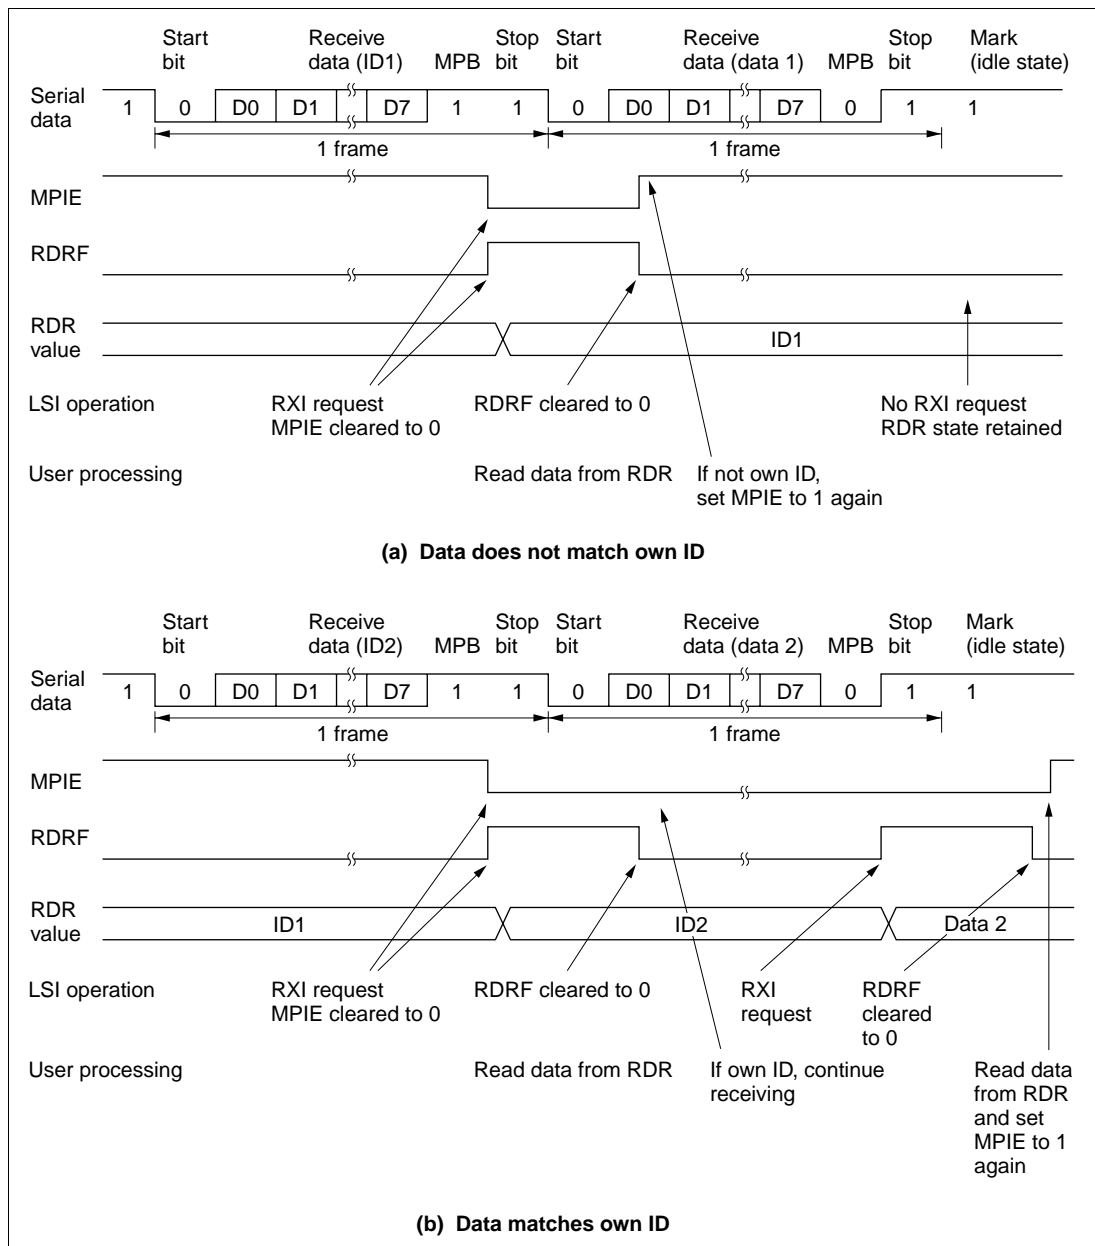 Start bit
Receive data (ID1)
MPB
Stop bit
Start bit
Receive data (data 1)
MPB
Stop bit
Mark (idle state)
Serial data
1 0 D0 D1 D7 1 1 0 D0 D1 D7 0 1 1
1 frame 1 frame
MPIE
RDRF
RDR value
ID1
LSI operation
RXI request
MPIE cleared to 0
RDRF cleared to 0
No RXI request
RDR state retained
User processing
Read data from RDR
If not own ID,
set MPIE to 1 again
(a) Data does not match own ID
Start bit
Receive data (ID2)
MPB
Stop bit
Start bit
Receive data (data 2)
MPB
Stop bit
Mark (idle state)
Serial data
1 0 D0 D1 D7 1 1 0 D0 D1 D7 0 1 1
1 frame 1 frame
MPIE
RDRF
RDR value
ID1 ID2 Data 2
LSI operation
RXI request
MPIE cleared to 0
RDRF cleared to 0
RXI
request
RDRF
cleared
to 0
User processing
Read data from RDR
If own ID, continue
receiving
Read data
from RDR
and set
MPIE to 1
again
(b) Data matches own ID